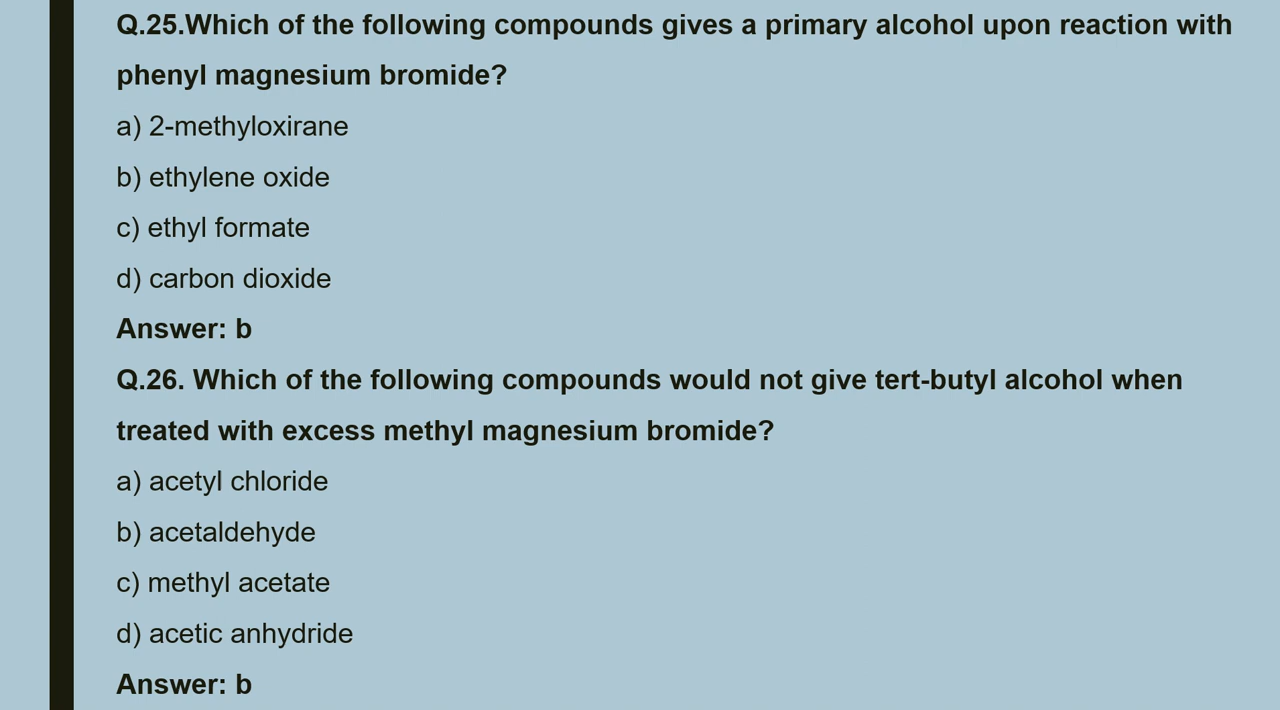 Q.25.Which of the following compounds gives a primary alcohol upon reaction with
phenyl magnesium bromide?
a) 2-methyloxirane
b) ethylene oxide
c) ethyl formate
d) carbon dioxide
Answer: b
Q.26. Which of the following compounds would not give tert-butyl alcohol when
treated with excess methyl magnesium bromide?
a) acetyl chloride
b) acetaldehyde
c) methyl acetate
d) acetic anhydride
Answer: b